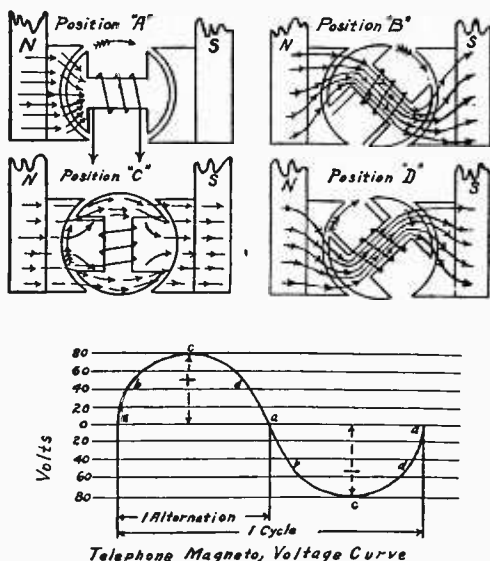 Position "A"
N
S
Position "B"
N
S
Position "C"
N
S
Position "D"
N
S
Volts
80
60
40
20
0
20
40
60
80
c
+
a
a
c
-
d
a
1 Alternation
1 Cycle
Telephone Magneto, Voltage Curve